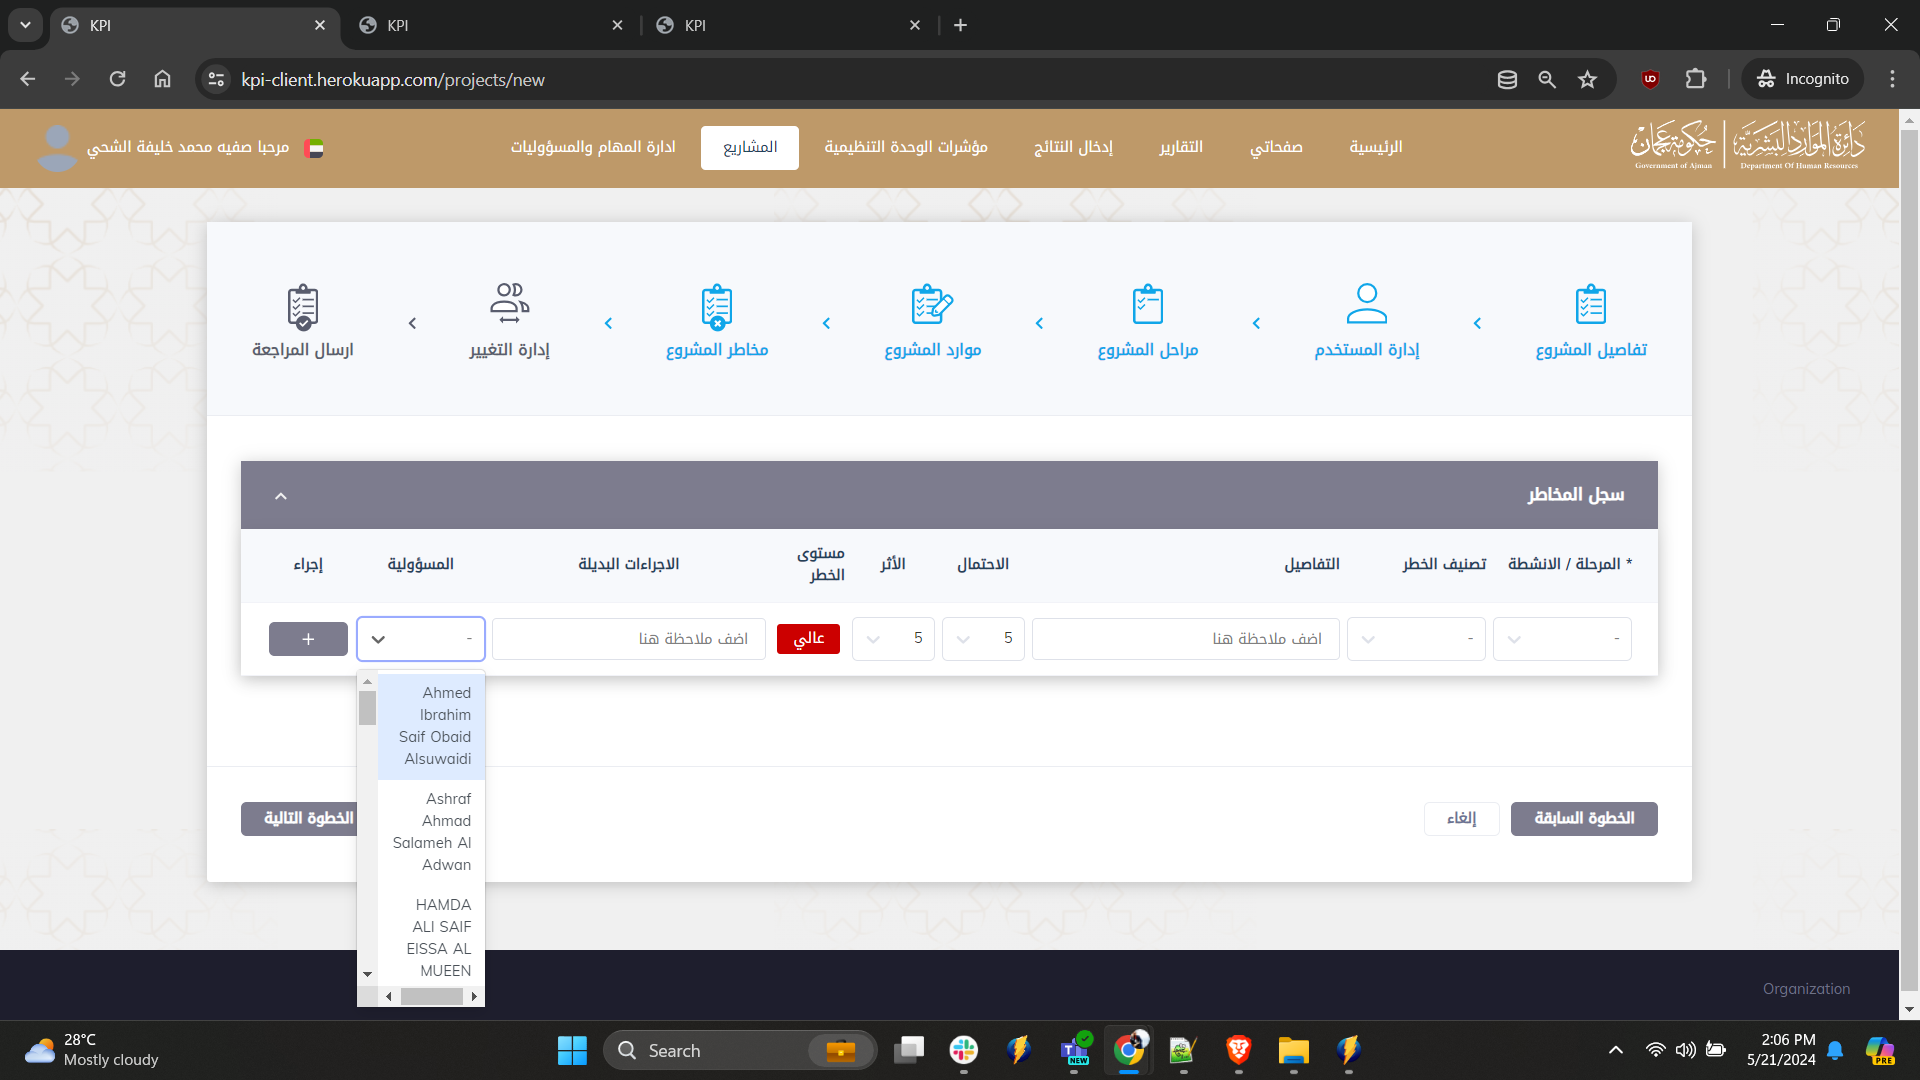 KPI
KPI
KPI
kpi-client.herokuapp.com/projects/new
Incognito
حكومة عجمان
Government of Ajman
دائرة الموارد البشرية
Department Of Human Resources
الرئيسية
صفحاتي
التقارير
إدخال النتائج
مؤشرات الوحدة التنظيمية
المشاريع
ادارة المهام والمسؤوليات
مرحبا صفيه محمد خليفة الشحي
تفاصيل المشروع
إدارة المستخدم
مراحل المشروع
موارد المشروع
مخاطر المشروع
إدارة التغيير
ارسال المراجعة
سجل المخاطر
* المرحلة / الانشطة
تصنيف الخطر
التفاصيل
الاحتمال
الأثر
مستوى
الخطر
الاجراءات البديلة
المسؤولية
إجراء
-
-
اضف ملاحظة هنا
5
5
عالي
اضف ملاحظة هنا
-
+
Ahmed
Ibrahim
Saif Obaid
Alsuwaidi
Ashraf
Ahmad
Salameh Al
Adwan
HAMDA
ALI SAIF
EISSA AL
MUEEN
الخطوة السابقة
إلغاء
الخطوة التالية
Organization
28°C
Mostly cloudy
Search
NEW
2:06 PM
5/21/2024
PRE